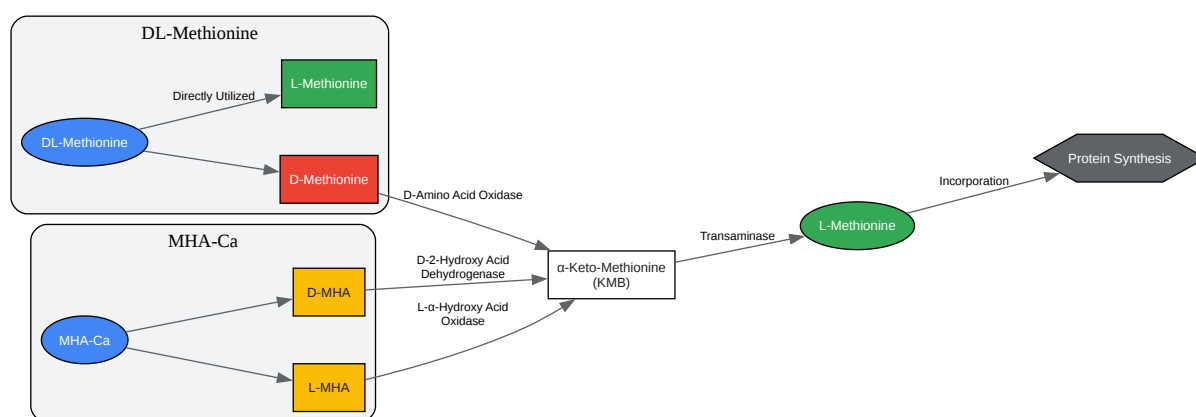 DL-Methionine
L-Methionine
Directly Utilized
DL-Methionine
D-Methionine
D-Amino Acid Oxidase
MHA-Ca
D-MHA
MHA-Ca
L-MHA
D-2-Hydroxy Acid
Dehydrogenase
L-α-Hydroxy Acid
Oxidase
α-Keto-Methionine
(KMB)
Transaminase
L-Methionine
Incorporation
Protein Synthesis